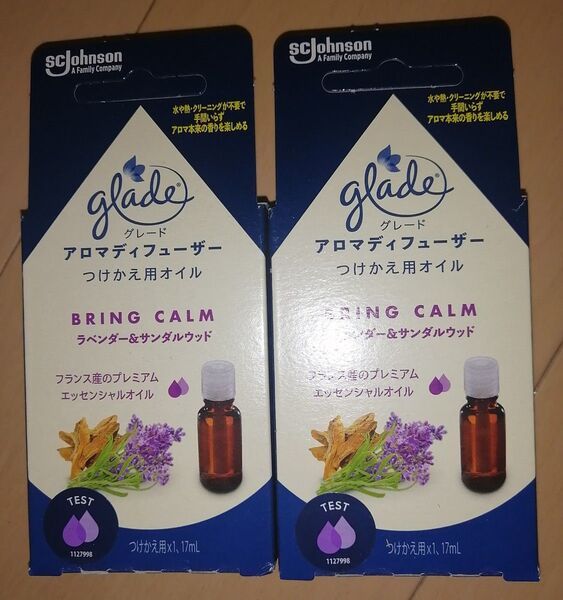 scJohnson
A Family Company
水や熱・クリーニングが不要で
手間いらず
アロマ本来の香りを楽しめる
glade®
グレード
アロマディフューザー
つけかえ用オイル
BRING CALM
ラベンダー&サンダルウッド
フランス産のプレミアム
エッセンシャルオイル
TEST
1127998
つけかえ用x1、17mL
scJohnson
A Family Company
水や熱・クリーニングが不要で
手間いらず
アロマ本来の香りを楽しめる
glade®
グレード
アロマディフューザー
つけかえ用オイル
BRING CALM
ンダー&サンダルウッド
フランス産のプレミアム
エッセンシャルオイル
TEST
1127998
つけかえ用x1、17mL